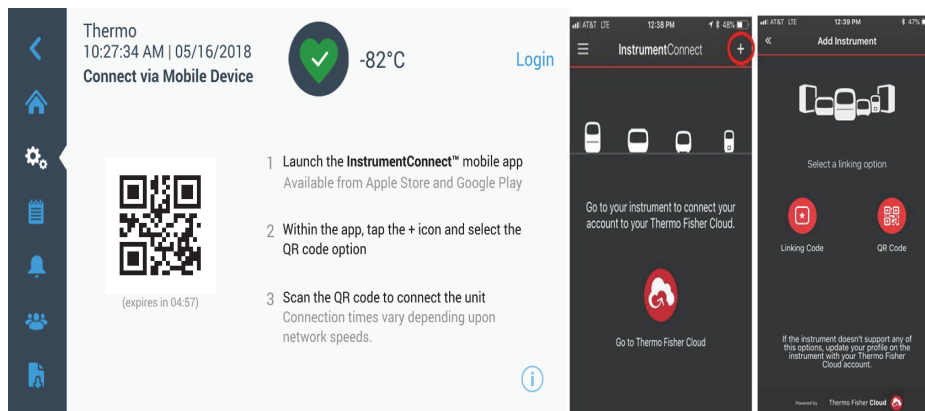 Thermo
10:27:34 AM | 05/16/2018
Connect via Mobile Device
-82°C
Login
(expires in 04:57)
1 Launch the InstrumentConnect™ mobile app
Available from Apple Store and Google Play
2 Within the app, tap the + icon and select the
QR code option
3 Scan the QR code to connect the unit
Connection times vary depending upon
network speeds.
i
AT&T LTE 12:38 PM 48%
InstrumentConnect +
Go to your instrument to connect your
account to your Thermo Fisher Cloud.
Go to Thermo Fisher Cloud
AT&T LTE 12:39 PM 47%
« Add Instrument
Select a linking option
Linking Code
QR Code
If the instrument doesn't support any of
this options, update your profile on the
instrument with your Thermo Fisher
Cloud account.
Powered by Thermo Fisher Cloud